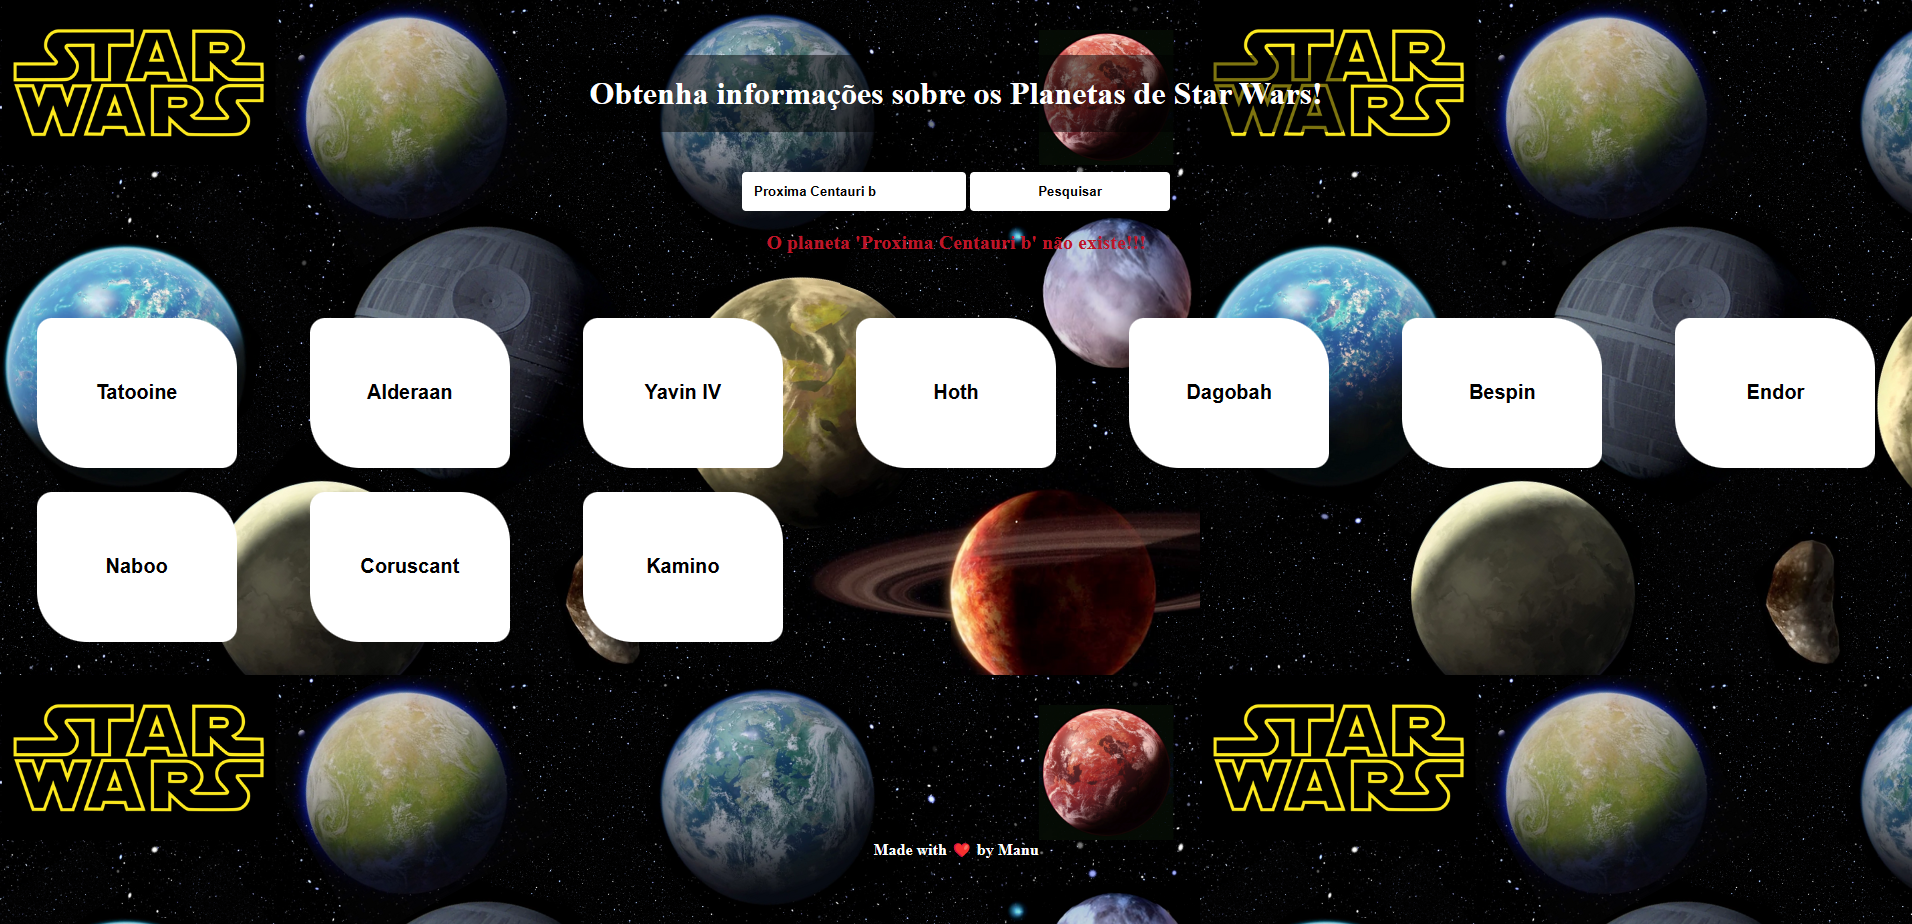 STAR
WARS
STAR
WARS
Obtenha informações sobre os Planetas de Star Wars!
Proxima Centauri b
Pesquisar
O planeta 'Proxima Centauri b' não existe!!!
Tatooine
Alderaan
Yavin IV
Hoth
Dagobah
Bespin
Endor
Naboo
Coruscant
Kamino
STAR
WARS
STAR
WARS
Made with ❤️ by Manu